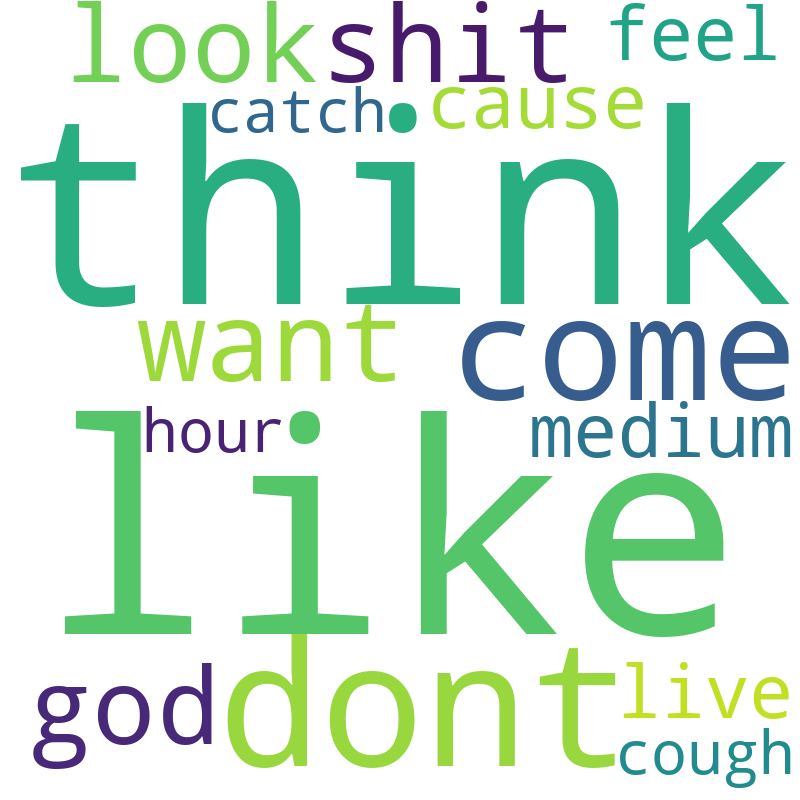 look shit feel
catch cause
think
want come
hour medium
like
god dont live
cough